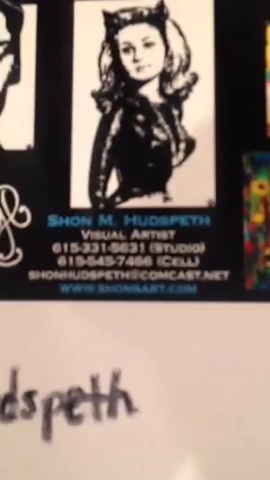 Shon M. Hudspeth
Visual Artist
615-331-5631 (Studio)
615-545-7466 (Cell)
shonhudspeth@comcast.net
www.shonsart.com
dspeth